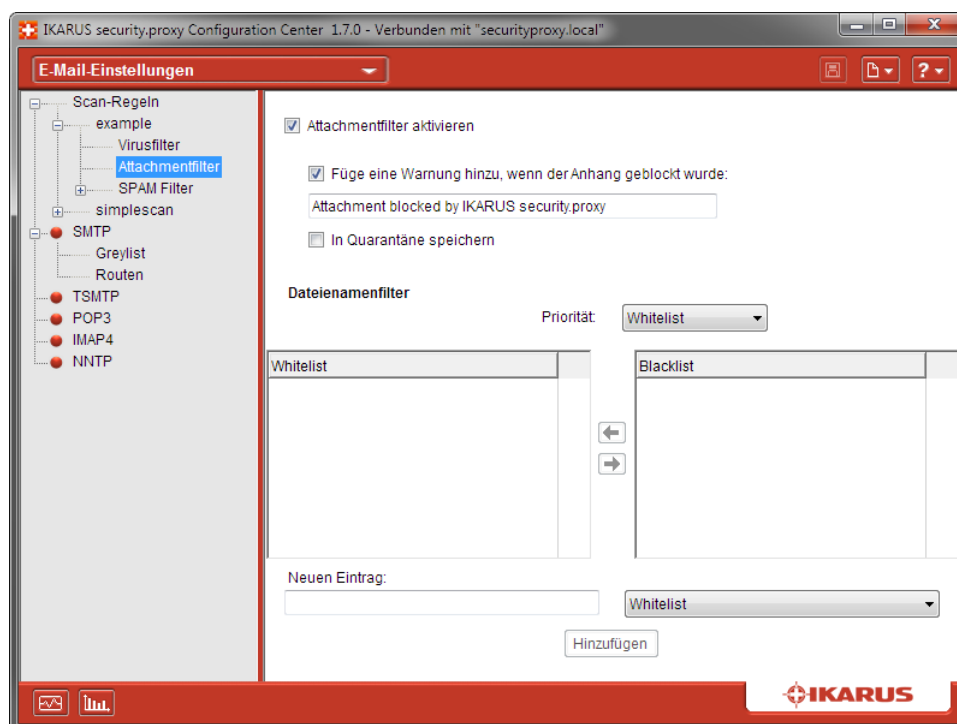 IKARUS security.proxy Configuration Center 1.7.0 - Verbunden mit "securityproxy.local"
E-Mail-Einstellungen
?
Scan-Regeln
example
Virusfilter
Attachmentfilter
SPAM Filter
simplescan
SMTP
Greylist
Routen
TSMTP
POP3
IMAP4
NNTP
Attachmentfilter aktivieren
Füge eine Warnung hinzu, wenn der Anhang geblockt wurde:
Attachment blocked by IKARUS security.proxy
In Quarantäne speichern
Dateienamenfilter
Priorität: Whitelist
Whitelist
Blacklist
Neuen Eintrag:
Whitelist
Hinzufügen
IKARUS